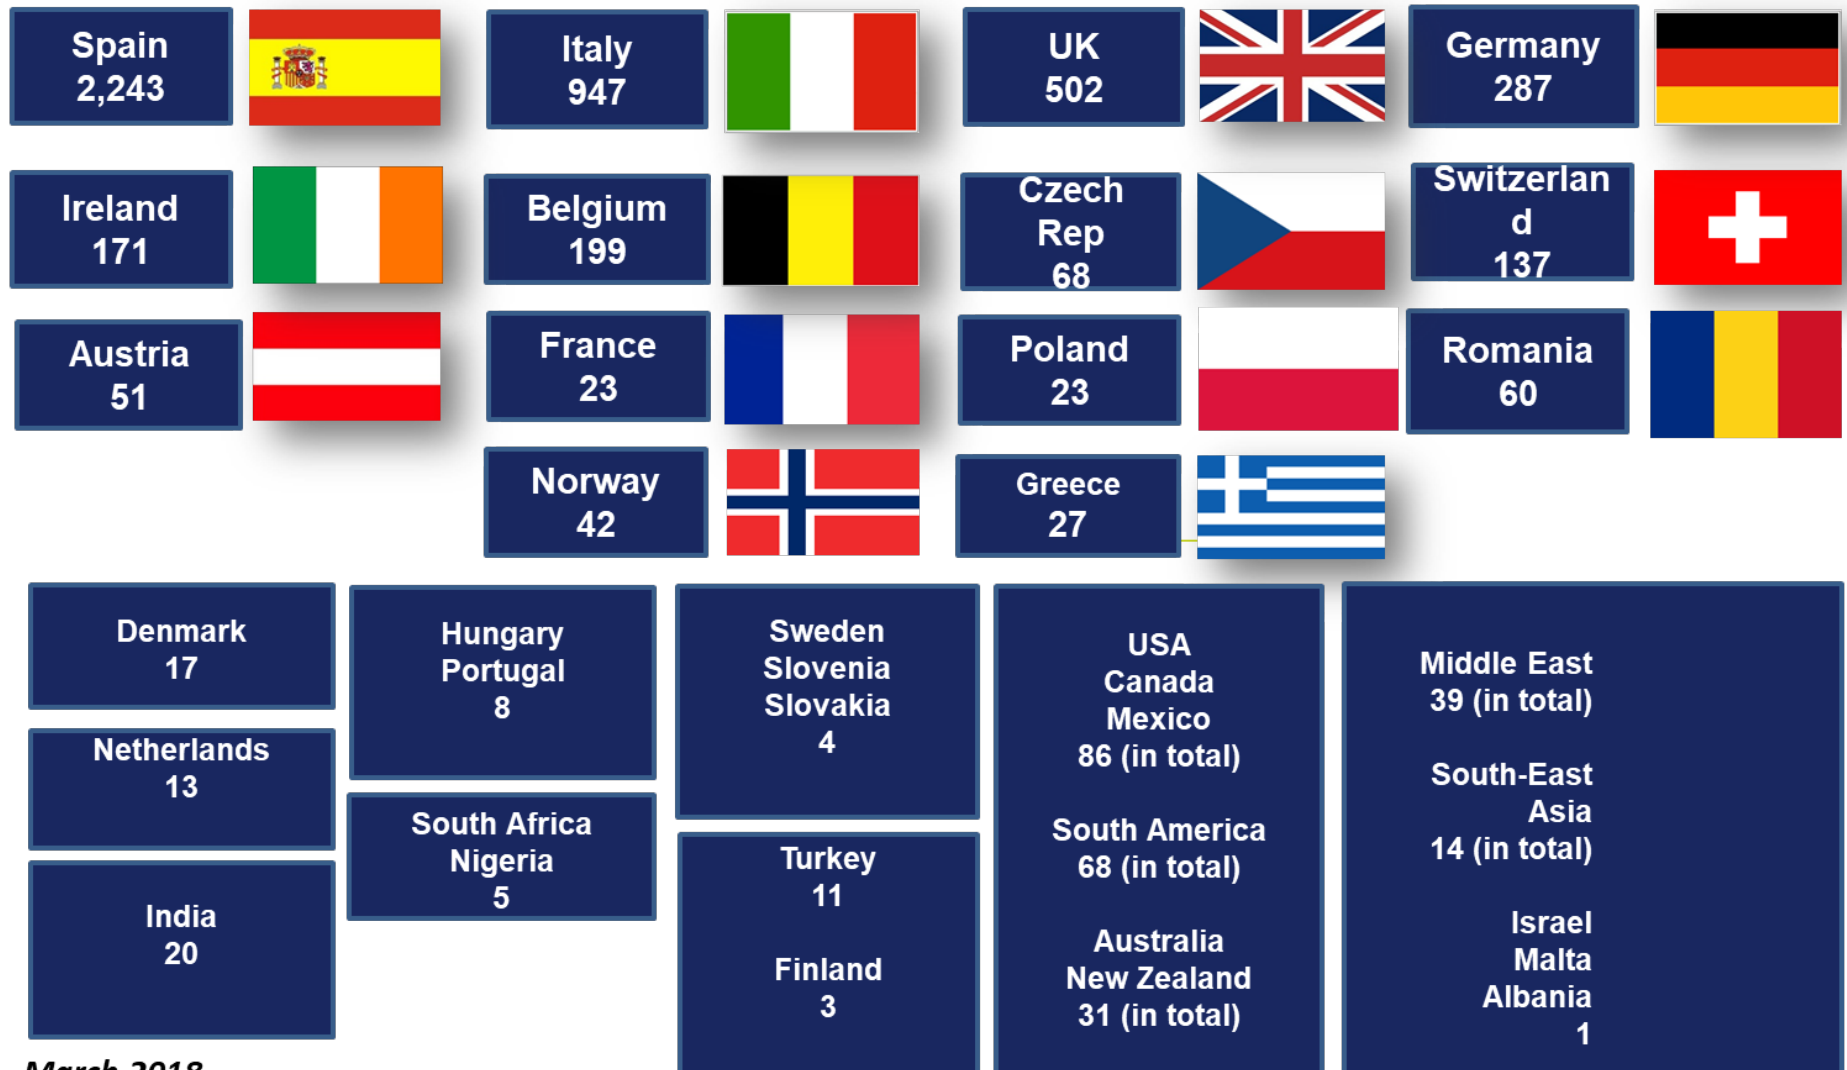 Spain
2,243
Italy
947
UK
502
Germany
287
Ireland
171
Belgium
199
Czech
Rep
68
Switzerlan
d
137
Austria
51
France
23
Poland
23
Romania
60
Norway
42
Greece
27
Denmark
17
Netherlands
13
India
20
Hungary
Portugal
8
South Africa
Nigeria
5
Sweden
Slovenia
Slovakia
4
Turkey
11
Finland
3
USA
Canada
Mexico
86 (in total)
South America
68 (in total)
Australia
New Zealand
31 (in total)
Middle East
39 (in total)
South-East
Asia
14 (in total)
Israel
Malta
Albania
1
March 2018